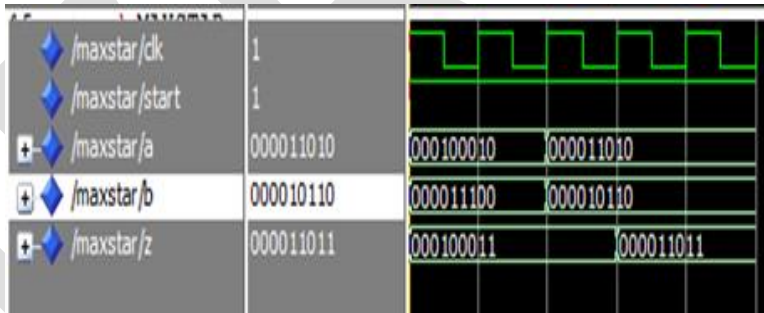 /maxstar/clk 1
/maxstar/start 1
/maxstar/a 000011010 000100010 000011010
/maxstar/b 000010110 000011100 000010110
/maxstar/z 000011011 000100011 000011011